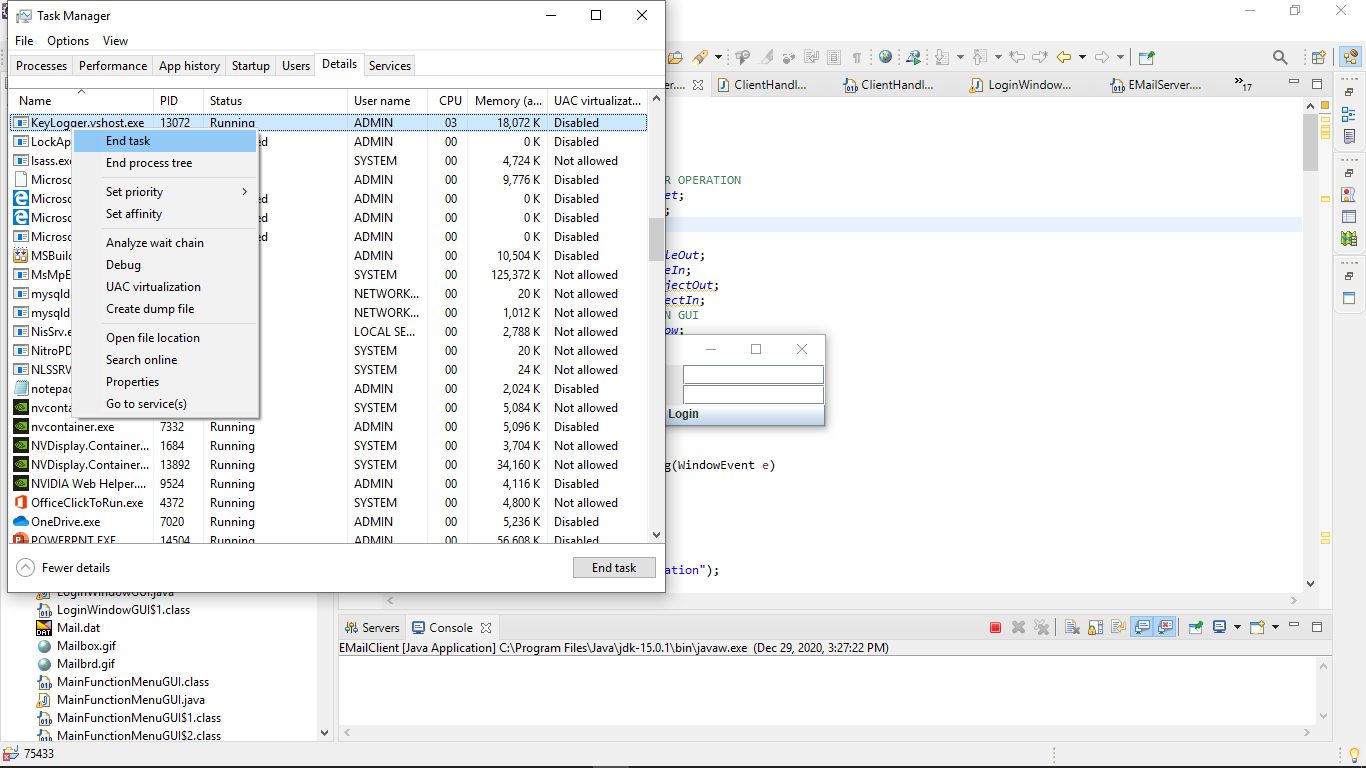 Task Manager
File Options View
Processes Performance App history Startup Users Details Services
Name PID Status User name CPU Memory (a... UAC virtualizat...
KeyLogger.vshost.exe 13072 Running ADMIN 03 18,072 K Disabled
LockAp ed ADMIN 00 0 K Disabled
lsass.exe SYSTEM 00 4,724 K Not allowed
Microso ADMIN 00 9,776 K Disabled
Microso ed ADMIN 00 0 K Disabled
Microso ed ADMIN 00 0 K Disabled
Microso ed ADMIN 00 0 K Disabled
MSBuild ADMIN 00 10,504 K Disabled
MsMpE SYSTEM 00 125,372 K Not allowed
mysqld NETWORK... 00 20 K Not allowed
mysqld NETWORK... 00 1,012 K Not allowed
NisSrv.e LOCAL SE... 00 2,788 K Not allowed
NitroPD SYSTEM 00 20 K Not allowed
NLSSRV SYSTEM 00 24 K Not allowed
notepad ADMIN 00 2,024 K Disabled
nvconta SYSTEM 00 5,084 K Not allowed
nvcontainer.exe 7332 Running ADMIN 00 5,096 K Disabled
NVDisplay.Container... 1684 Running SYSTEM 00 3,704 K Not allowed
NVDisplay.Container... 13892 Running SYSTEM 00 34,160 K Not allowed
NVIDIA Web Helper.... 9524 Running ADMIN 00 4,116 K Disabled
OfficeClickToRun.exe 4372 Running SYSTEM 00 4,800 K Not allowed
OneDrive.exe 7020 Running ADMIN 00 5,236 K Disabled
POWERPNT.EXE 14504 Running ADMIN 00 56,608 K Disabled
End task
End process tree
Set priority
Set affinity
Analyze wait chain
Debug
UAC virtualization
Create dump file
Open file location
Search online
Properties
Go to service(s)
Fewer details
End task
er.... ClientHandl... ClientHandl... LoginWindow... EMailServer.... »17
R OPERATION
et;
;
leOut;
eIn;
jectOut;
ectIn;
N GUI
ow;
Login
g(WindowEvent e)
ation");
LoginWindowGUI.java
LoginWindowGUI$1.class
Mail.dat
Mailbox.gif
Mailbrd.gif
MainFunctionMenuGUI.class
MainFunctionMenuGUI.java
MainFunctionMenuGUI$1.class
MainFunctionMenuGUI$2.class
Servers Console
EMailClient [Java Application] C:\Program Files\Java\jdk-15.0.1\bin\javaw.exe (Dec 29, 2020, 3:27:22 PM)
75433